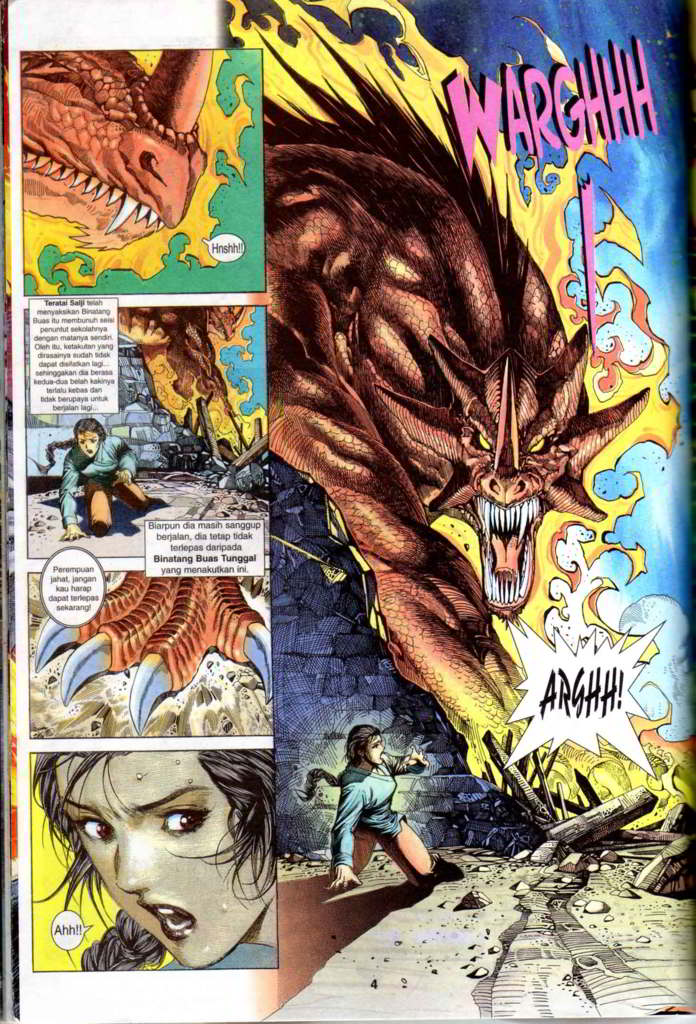 WARGHHH
Hnshh!!
Teratai Salji telah
menyaksikan Binatang
Buas itu membunuh seisi
penuntut sekolahnya
dengan matanya sendiri.
Oleh itu, ketakutan yang
dirasainya sudah tidak
dapat disifatkan lagi...
sehinggakan dia berasa
kedua-dua belah kakinya
terlalu kebas dan
tidak berupaya untuk
berjalan lagi...
Biarpun dia masih sanggup
berjalan, dia tetap tidak
terlepas daripada
Binatang Buas Tunggal
yang menakutkan ini.
Perempuan
jahat, jangan
kau harap
dapat terlepas
sekarang!
ARGHH!
Ahh!!
4